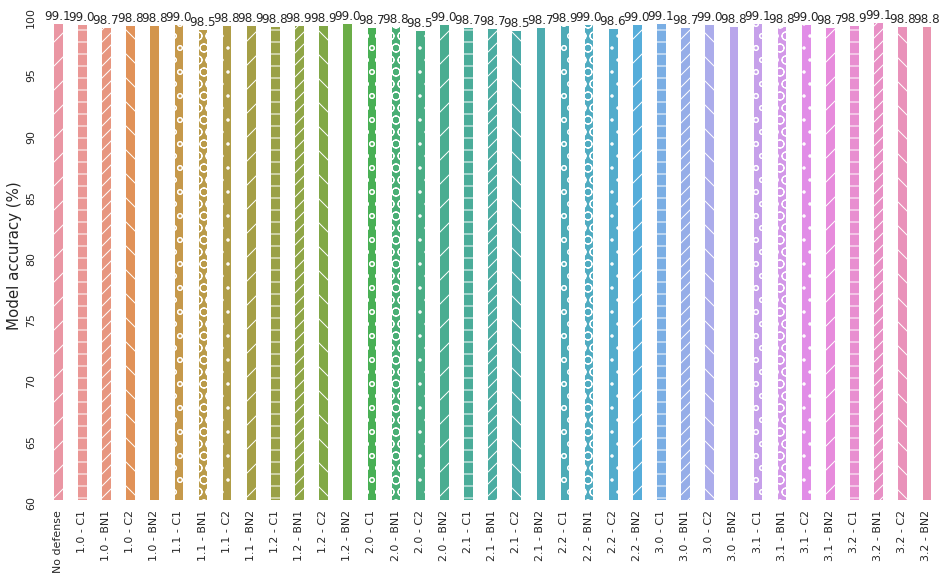 99.1 99.0 98.7 98.8 98.8 99.0 98.5 98.8 98.9 98.8 98.9 98.9 99.0 98.7 98.8 98.5 99.0 98.7 98.7 98.5 98.7 98.9 99.0 98.6 99.0 99.1 98.7 99.0 98.8 99.1 98.8 99.0 98.7 98.9 99.1 98.8 98.8
Model accuracy (%)
100
95
90
85
80
75
70
65
60
No defense
1.0 - C1
1.0 - BN1
1.0 - C2
1.0 - BN2
1.1 - C1
1.1 - BN1
1.1 - C2
1.1 - BN2
1.2 - C1
1.2 - BN1
1.2 - C2
1.2 - BN2
2.0 - C1
2.0 - BN1
2.0 - C2
2.0 - BN2
2.1 - C1
2.1 - BN1
2.1 - C2
2.1 - BN2
2.2 - C1
2.2 - BN1
2.2 - C2
2.2 - BN2
3.0 - C1
3.0 - BN1
3.0 - C2
3.0 - BN2
3.1 - C1
3.1 - BN1
3.1 - C2
3.1 - BN2
3.2 - C1
3.2 - BN1
3.2 - C2
3.2 - BN2